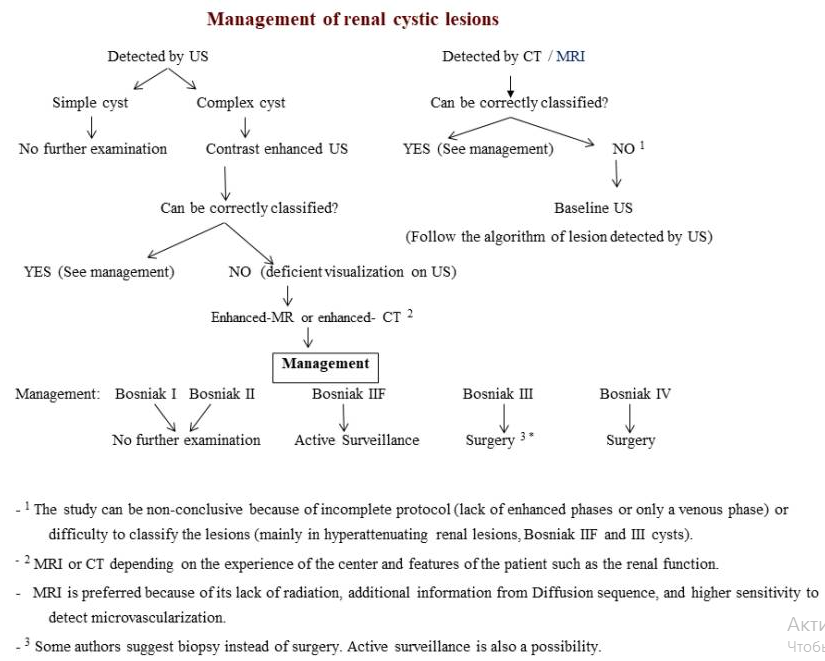 Management of renal cystic lesions
Detected by US
Detected by CT / MRI
Simple cyst
Complex cyst
Can be correctly classified?
No further examination
Contrast enhanced US
YES (See management)
NO 1
Can be correctly classified?
Baseline US
(Follow the algorithm of lesion detected by US)
YES (See management)
NO (deficient visualization on US)
Enhanced-MR or enhanced- CT 2
Management
Management: Bosniak I Bosniak II Bosniak IIF Bosniak III Bosniak IV
No further examination Active Surveillance Surgery 3* Surgery
- 1 The study can be non-conclusive because of incomplete protocol (lack of enhanced phases or only a venous phase) or
difficulty to classify the lesions (mainly in hyperattenuating renal lesions, Bosniak IIF and III cysts).
- 2 MRI or CT depending on the experience of the center and features of the patient such as the renal function.
- MRI is preferred because of its lack of radiation, additional information from Diffusion sequence, and higher sensitivity to
detect microvascularization.
- 3 Some authors suggest biopsy instead of surgery. Active surveillance is also a possibility.